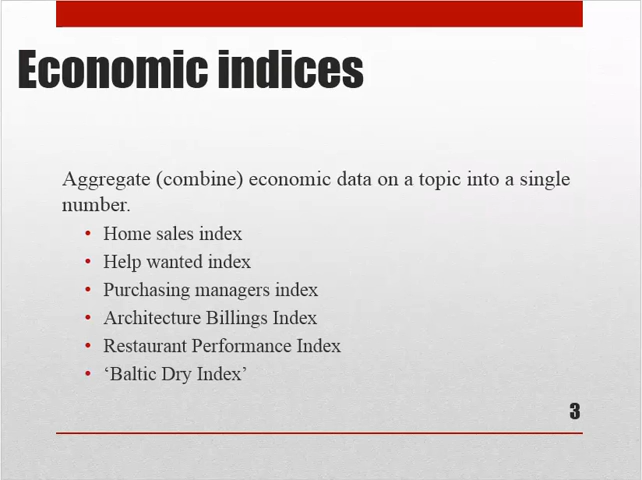 Economic indices
Aggregate (combine) economic data on a topic into a single
number.
• Home sales index
• Help wanted index
• Purchasing managers index
• Architecture Billings Index
• Restaurant Performance Index
• ‘Baltic Dry Index’
3